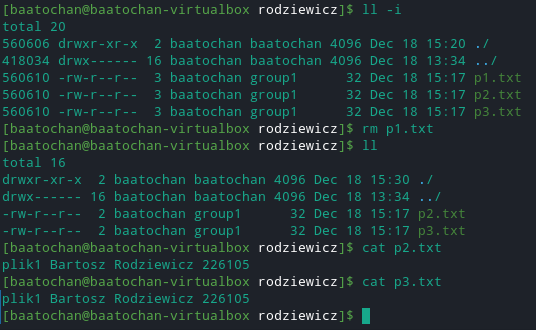 [baatochan@baatochan-virtualbox rodziewicz]$ ll -i
total 20
560606 drwxr-xr-x  2 baatochan baatochan 4096 Dec 18 15:20 ./
418034 drwx------ 16 baatochan baatochan 4096 Dec 18 13:34 ../
560610 -rw-r--r--  3 baatochan group1      32 Dec 18 15:17 p1.txt
560610 -rw-r--r--  3 baatochan group1      32 Dec 18 15:17 p2.txt
560610 -rw-r--r--  3 baatochan group1      32 Dec 18 15:17 p3.txt
[baatochan@baatochan-virtualbox rodziewicz]$ rm p1.txt
[baatochan@baatochan-virtualbox rodziewicz]$ ll
total 16
drwxr-xr-x  2 baatochan baatochan 4096 Dec 18 15:30 ./
drwx------ 16 baatochan baatochan 4096 Dec 18 13:34 ../
-rw-r--r--  2 baatochan group1      32 Dec 18 15:17 p2.txt
-rw-r--r--  2 baatochan group1      32 Dec 18 15:17 p3.txt
[baatochan@baatochan-virtualbox rodziewicz]$ cat p2.txt
plik1 Bartosz Rodziewicz 226105
[baatochan@baatochan-virtualbox rodziewicz]$ cat p3.txt
plik1 Bartosz Rodziewicz 226105
[baatochan@baatochan-virtualbox rodziewicz]$